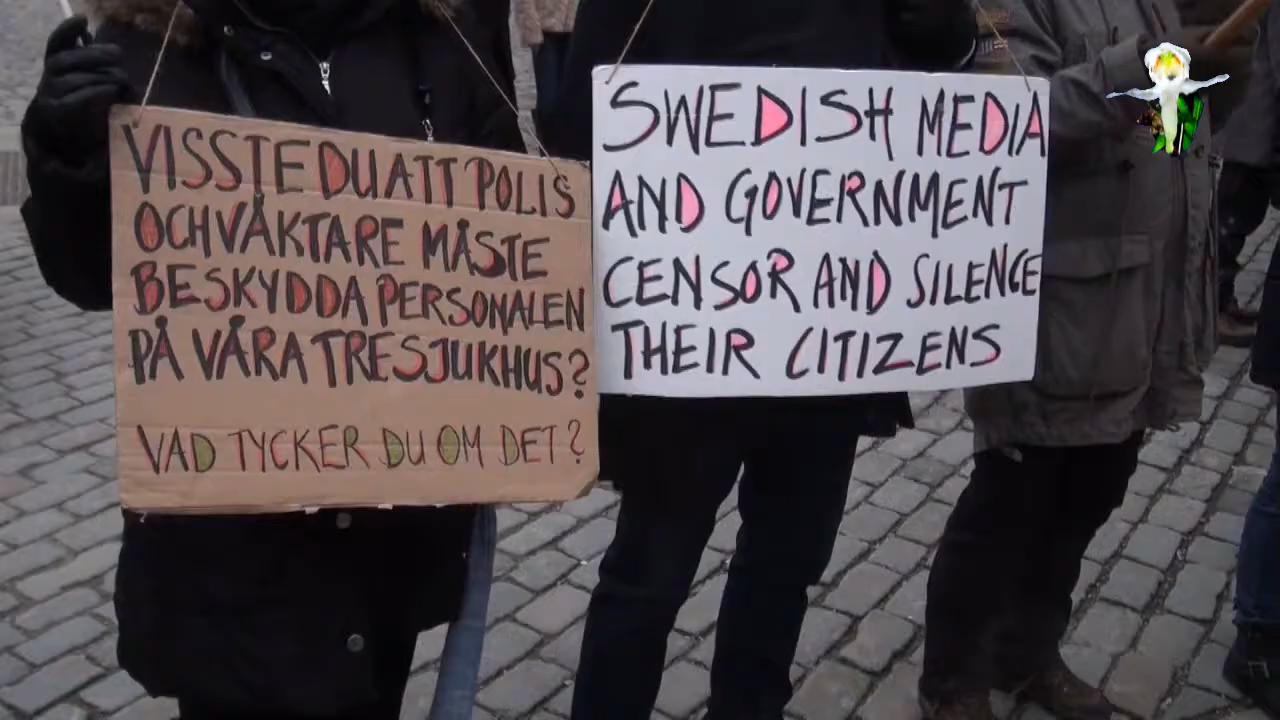 VISSTE DU ATT POLIS
OCH VÄKTARE MÅSTE
BESKYDDA PERSONALEN
PÅ VÅRA TRE SJUKHUS?
VAD TYCKER DU OM DET?
SWEDISH MEDIA
AND GOVERNMENT
CENSOR AND SILENCE
THEIR CITIZENS